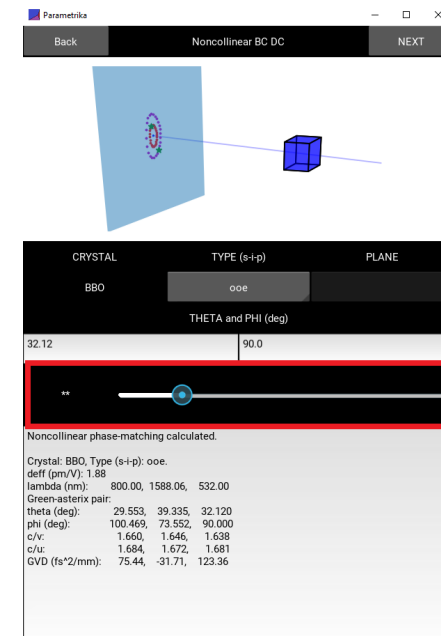 Parametrika
Back Noncollinear BC DC NEXT
CRYSTAL TYPE (s-i-p) PLANE
BBO ooe
THETA and PHI (deg)
32.12 90.0
**
Noncollinear phase-matching calculated.
Crystal: BBO, Type (s-i-p): ooe.
deff (pm/V): 1.88
lambda (nm): 800.00, 1588.06, 532.00
Green-asterix pair:
theta (deg): 29.553, 39.335, 32.120
phi (deg): 100.469, 73.552, 90.000
c/v: 1.660, 1.646, 1.638
c/u: 1.684, 1.672, 1.681
GVD (fs^2/mm): 75.44, -31.71, 123.36